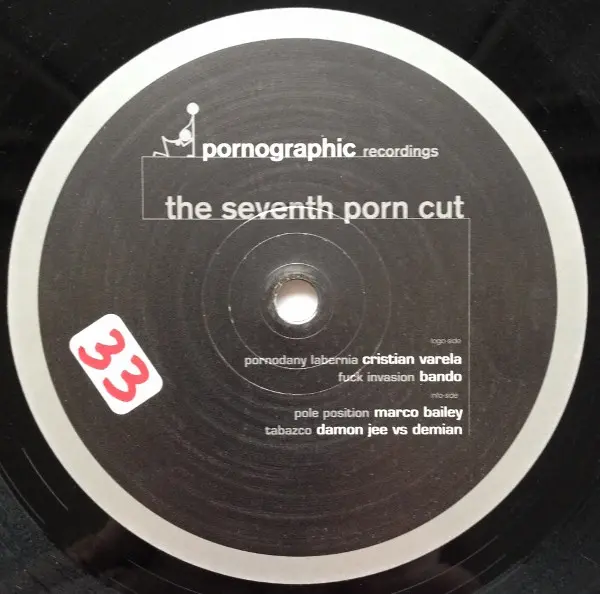 pornographic recordings
the seventh porn cut
33
logo-side
pornodany labernia cristian varela
fuck invasion bando
info-side
pole position marco bailey
tabazco damon jee vs demian